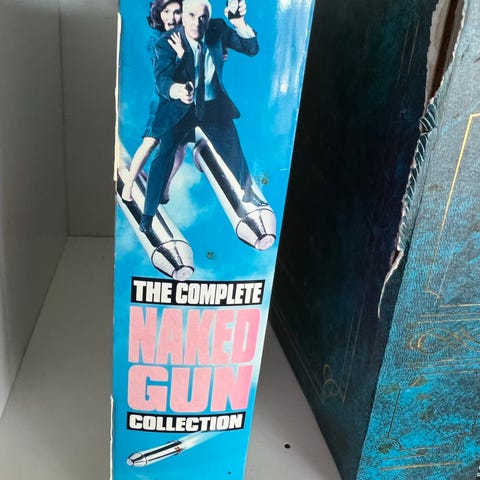 THE COMPLETE
NAKED
GUN
COLLECTION